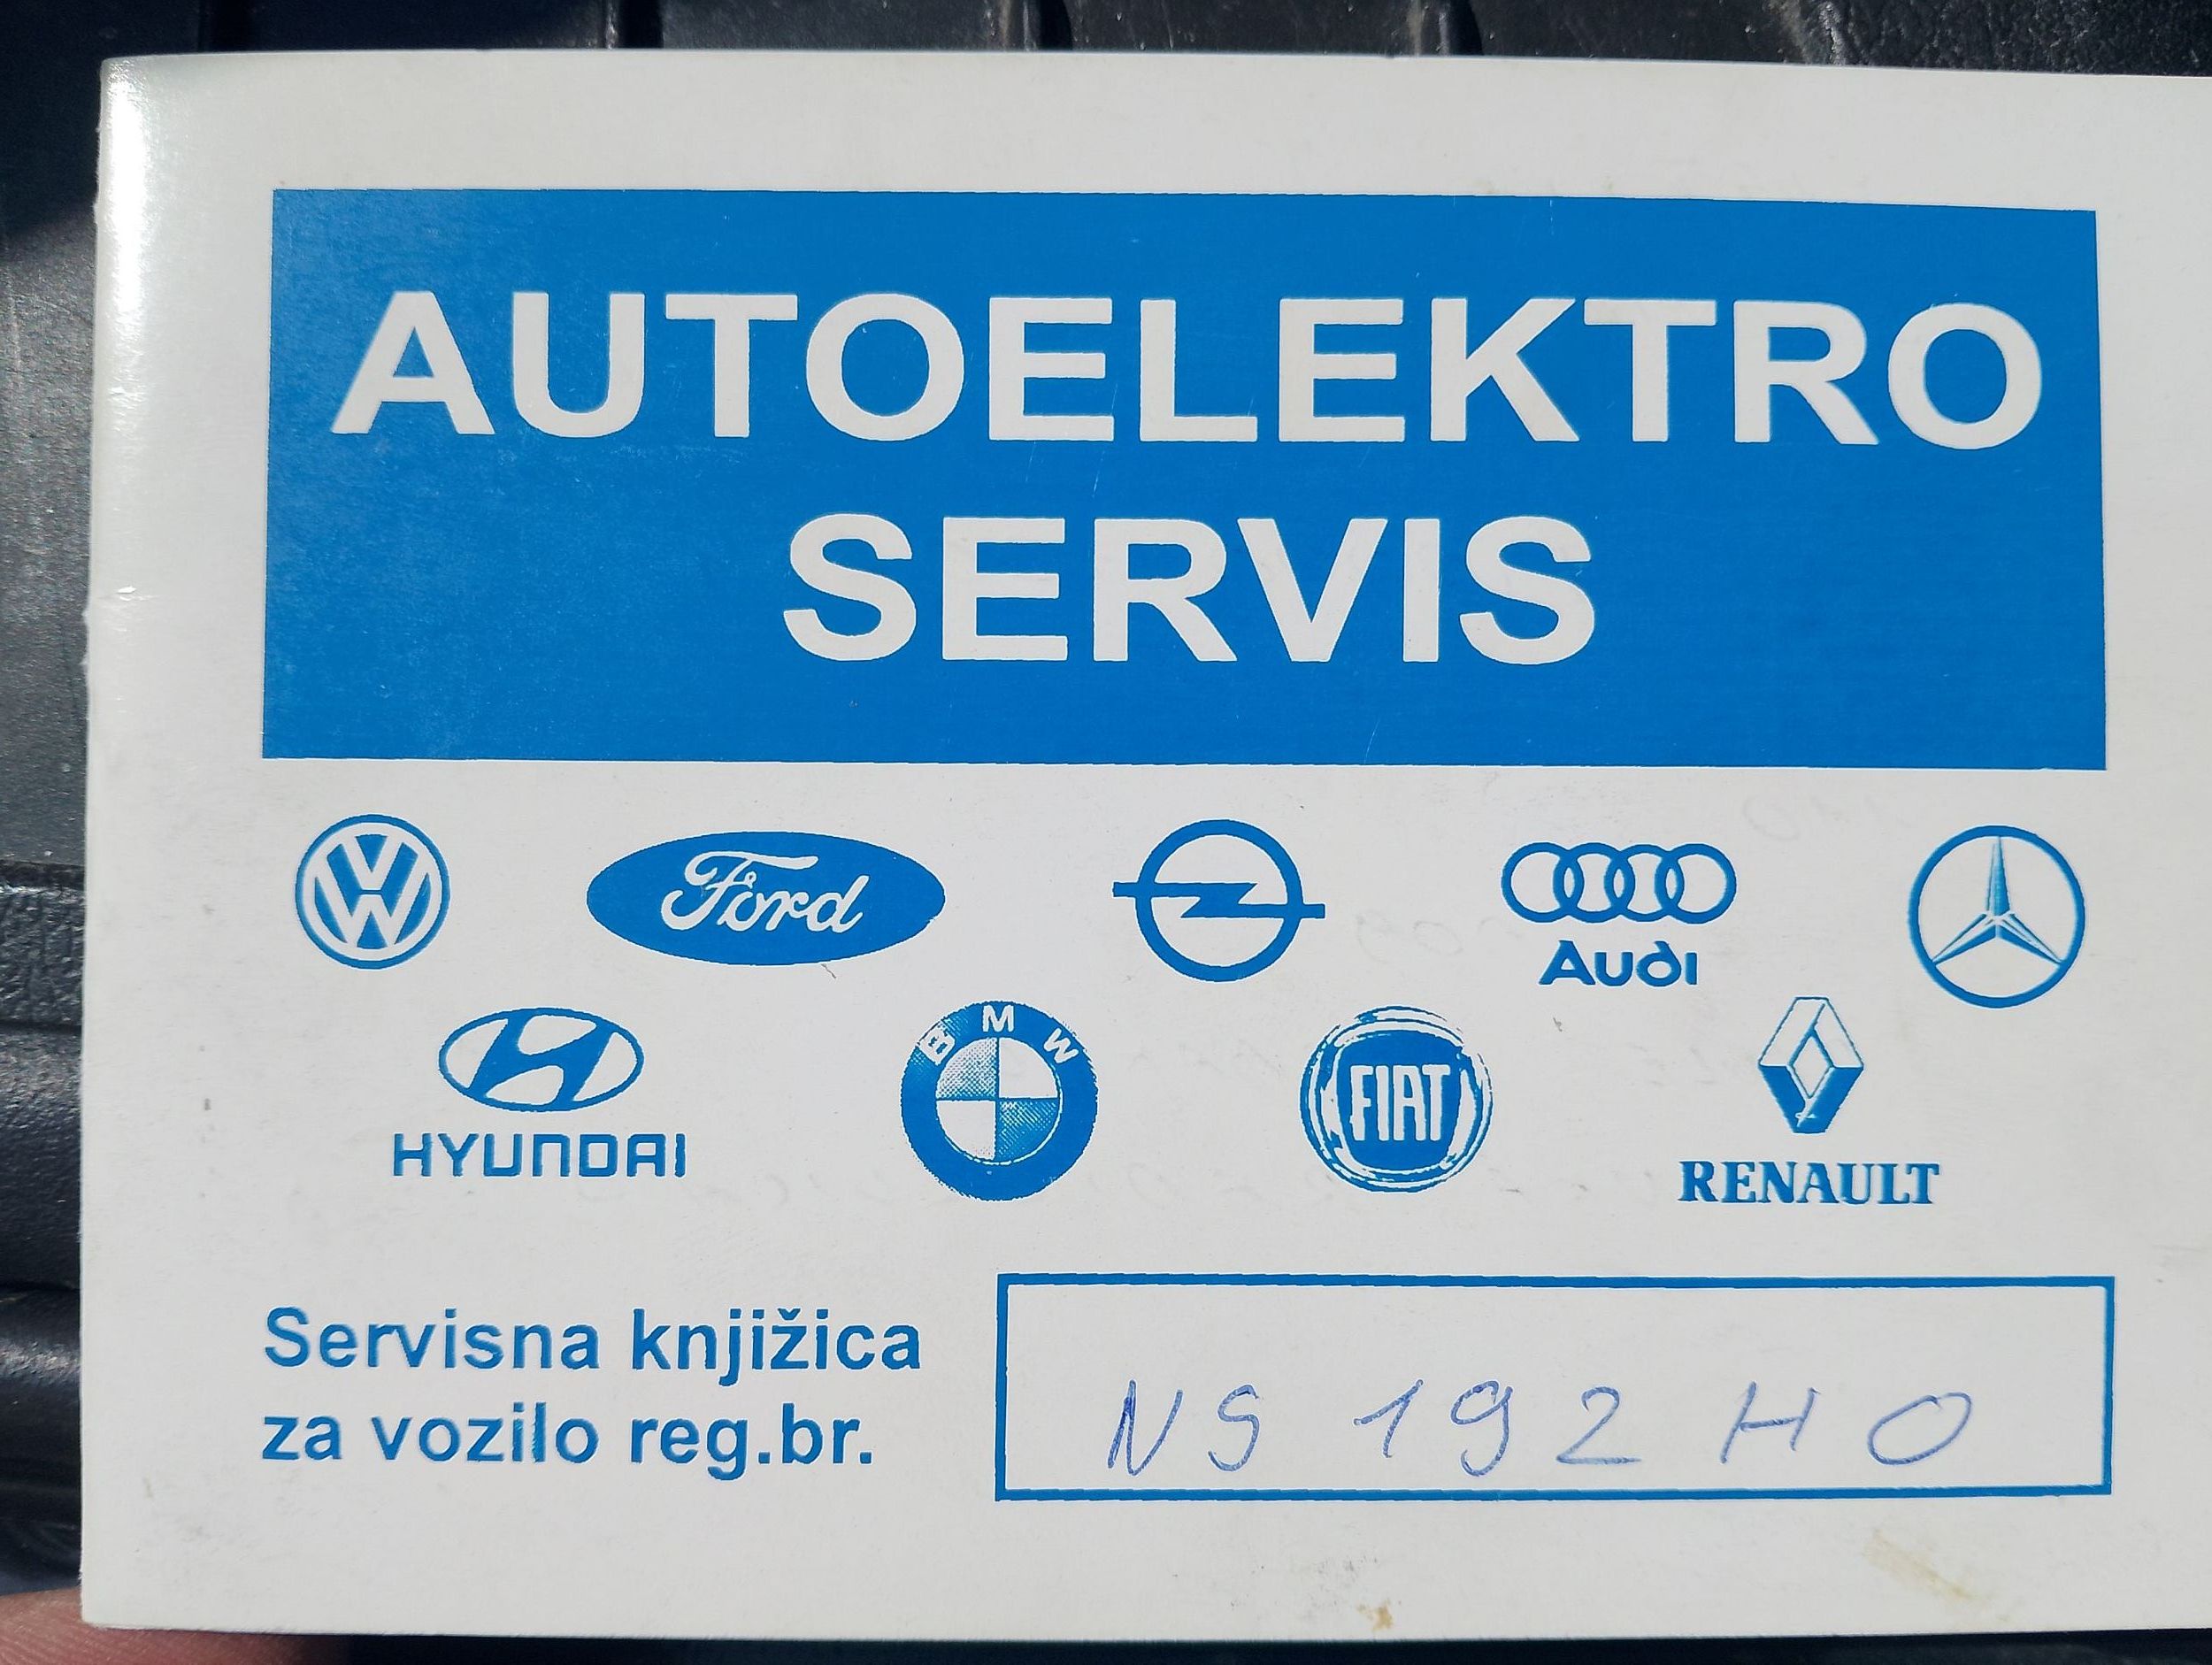 AUTOELEKTRO
SERVIS
Ford
Audi
HYUNDAI
BMW
FIAT
RENAULT
Servisna knjižica
za vozilo reg.br.
NS 192 HO